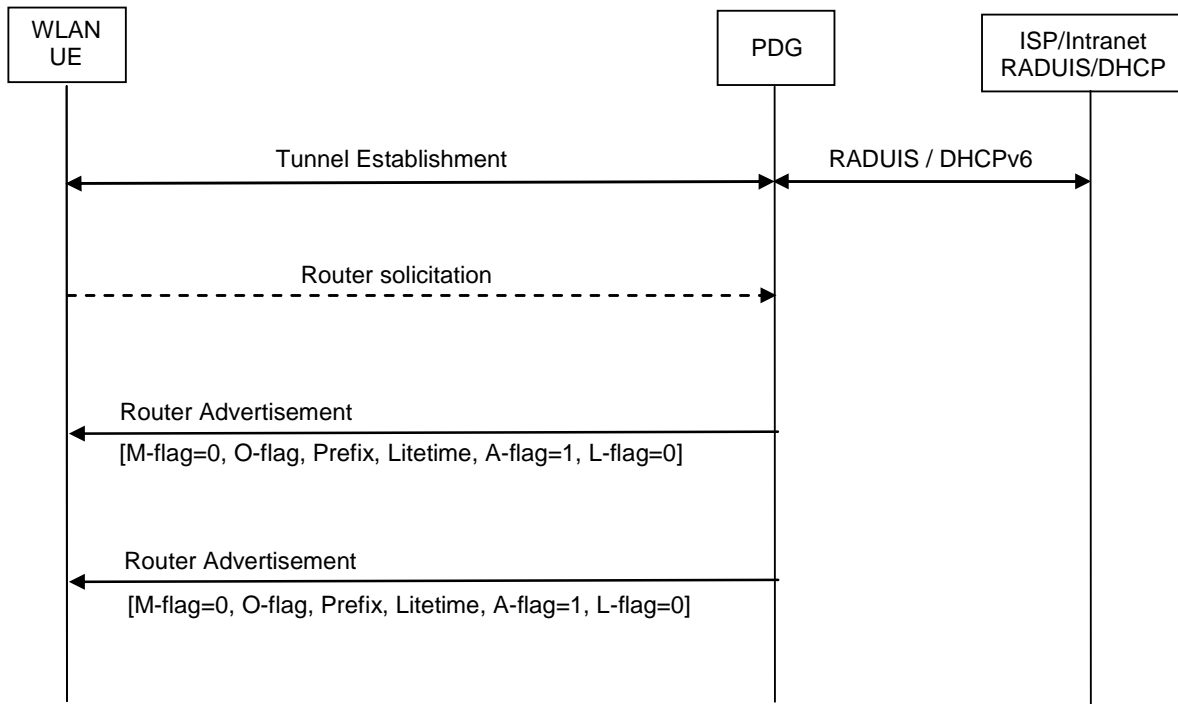 WLAN
UE
PDG
ISP/Intranet
RADUIS/DHCP
Tunnel Establishment
RADUIS / DHCPv6
Router solicitation
Router Advertisement
[M-flag=0, O-flag, Prefix, Litetime, A-flag=1, L-flag=0]
Router Advertisement
[M-flag=0, O-flag, Prefix, Litetime, A-flag=1, L-flag=0]